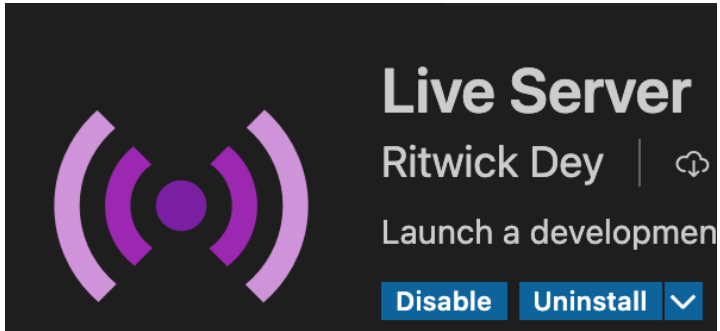 Live Server
Ritwick Dey
Launch a developmen
Disable Uninstall